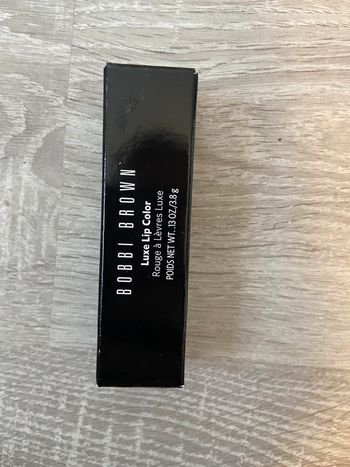 BOBBI BROWN
Luxe Lip Color
Rouge à Lèvres Luxe
POIDS NET WT. .13 OZ./3.8 g